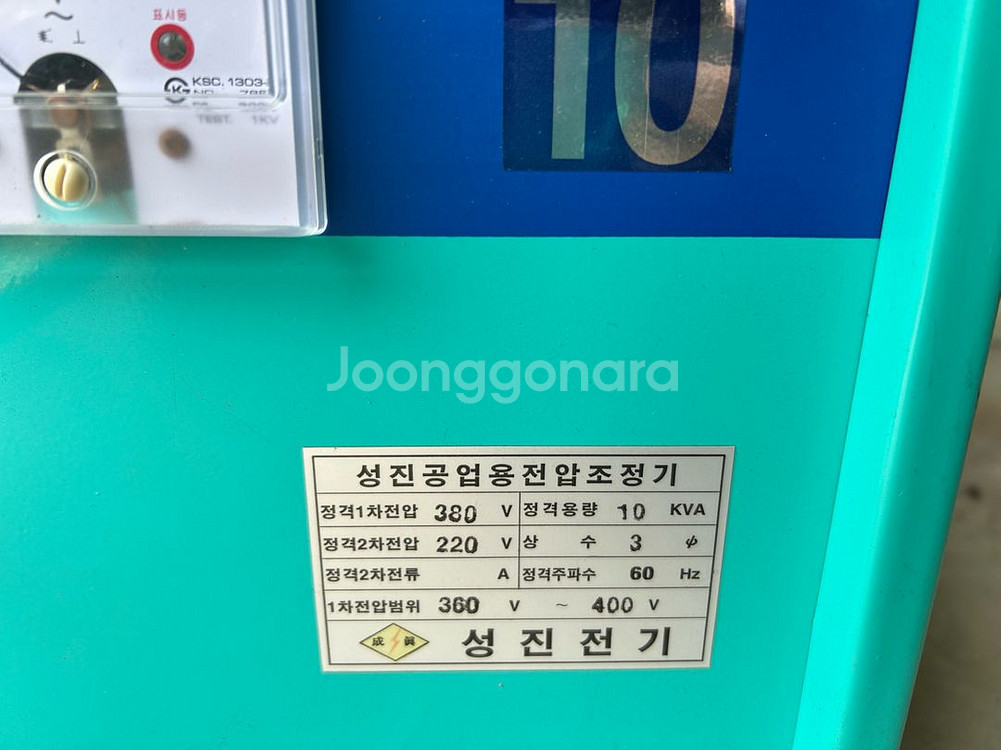 10
표시등
KSC. 1303-
TEST. 1KV
Joonggonara
성진공업용전압조정기
정격1차전압 380 V 정격용량 10 KVA
정격2차전압 220 V 상 수 3 φ
정격2차전류 A 정격주파수 60 Hz
1차전압범위 360 V ~ 400 V
成 眞 성진전기